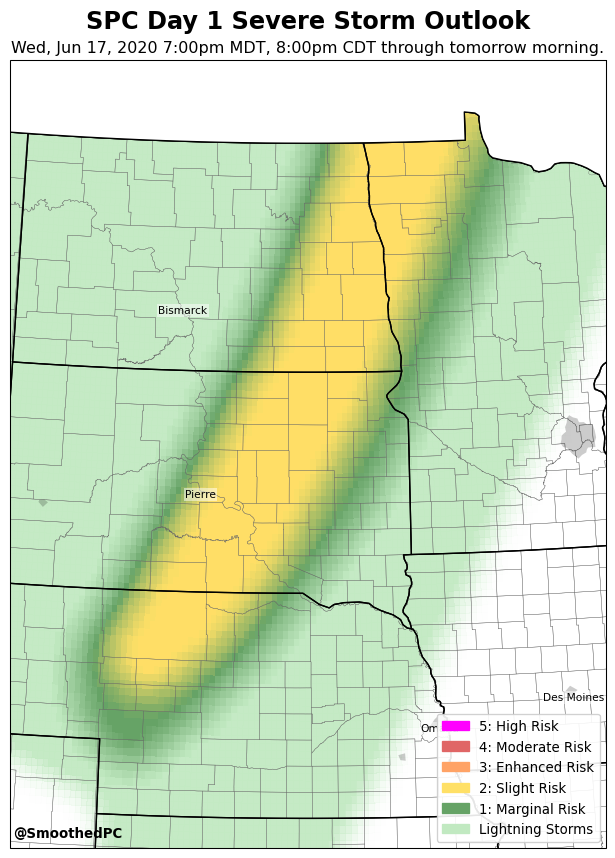 SPC Day 1 Severe Storm Outlook
Wed, Jun 17, 2020 7:00pm MDT, 8:00pm CDT through tomorrow morning.
Bismarck
Pierre
Des Moines
5: High Risk
4: Moderate Risk
3: Enhanced Risk
2: Slight Risk
1: Marginal Risk
Lightning Storms
@SmoothedPC